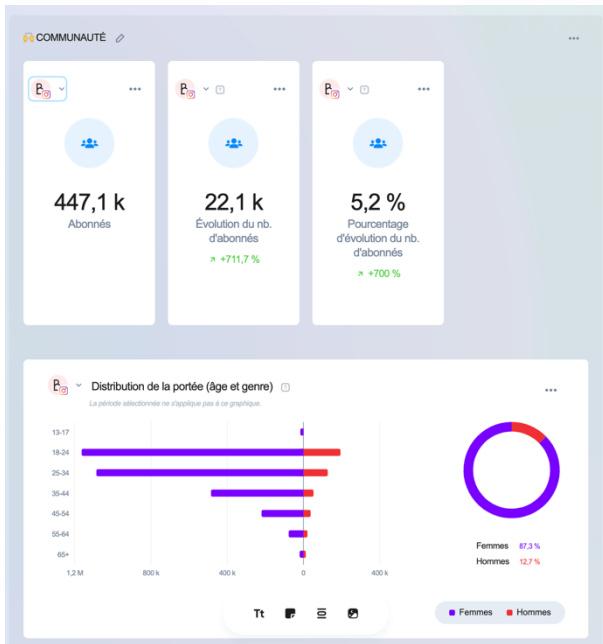 COMMUNAUTÉ
447,1 k
Abonnés
22,1 k
Évolution du nb.
d'abonnés
+711,7 %
5,2 %
Pourcentage
d'évolution du nb.
d'abonnés
+700 %
Distribution de la portée (âge et genre)
La période sélectionnée ne s'applique pas à ce graphique.
13-17
18-24
25-34
35-44
45-54
55-64
65+
1,2 M
800 k
400 k
0
400 k
Femmes 87,3 %
Hommes 12,7 %
Tt
Femmes Hommes